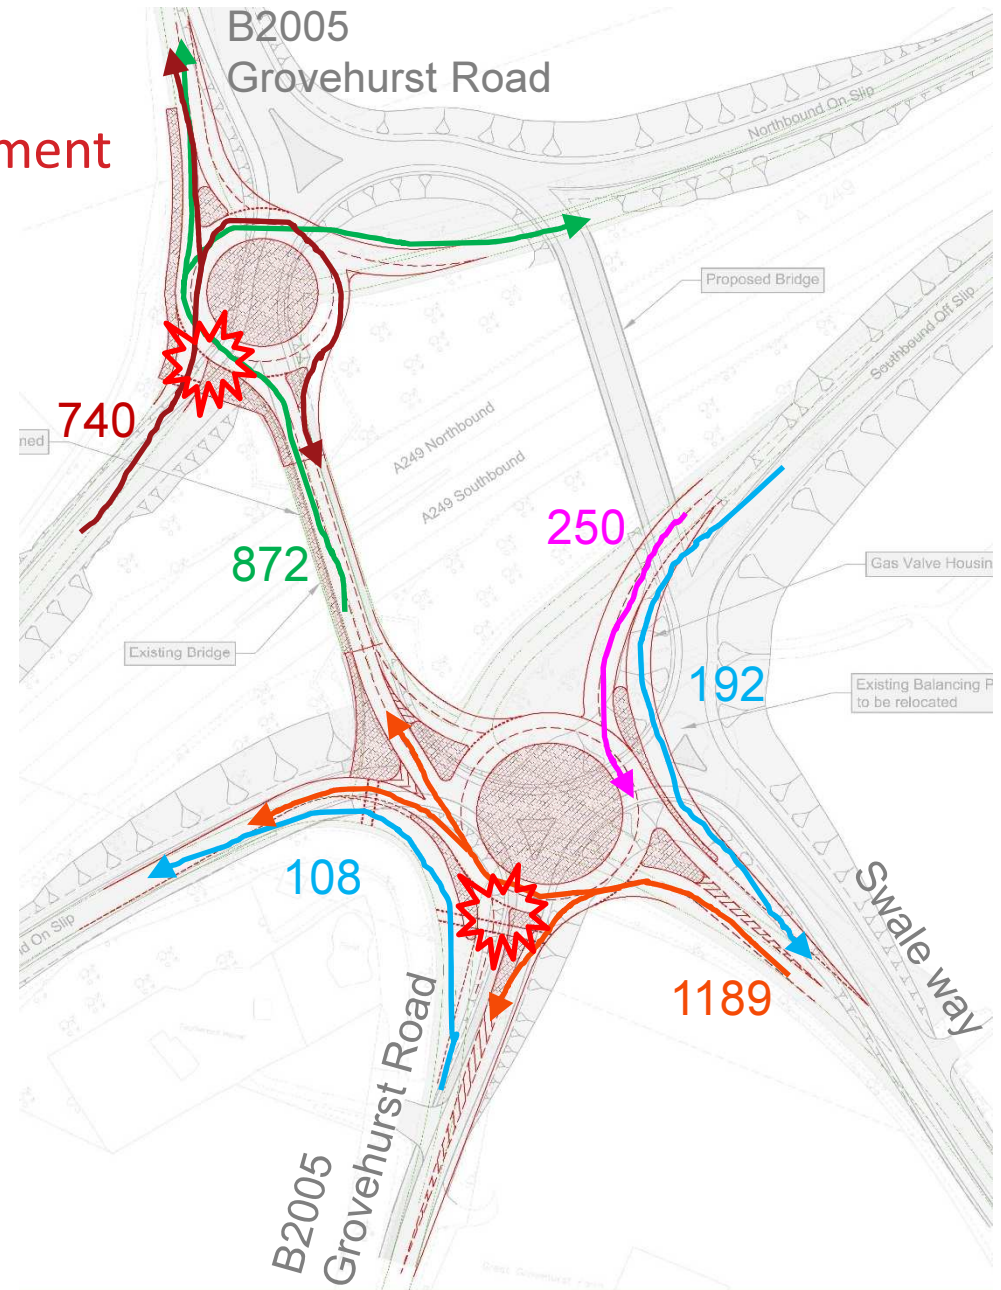 B2005
Grovehurst Road
ment
Northbound On Slip
A 249
Proposed Bridge
Southbound Off Slip
740
ned
A249 Northbound
A249 Southbound
250
872
Gas Valve Housin
Existing Bridge
192
Existing Balancing P
to be relocated
108
Swale way
d On Slip
1189
B2005
Grovehurst Road